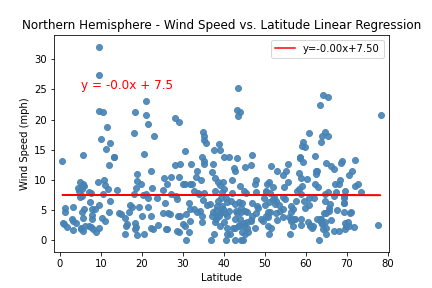 Northern Hemisphere - Wind Speed vs. Latitude Linear Regression
y=-0.00x+7.50
y = -0.0x + 7.5
Wind Speed (mph)
30
25
20
15
10
5
0
0 10 20 30 40 50 60 70 80
Latitude